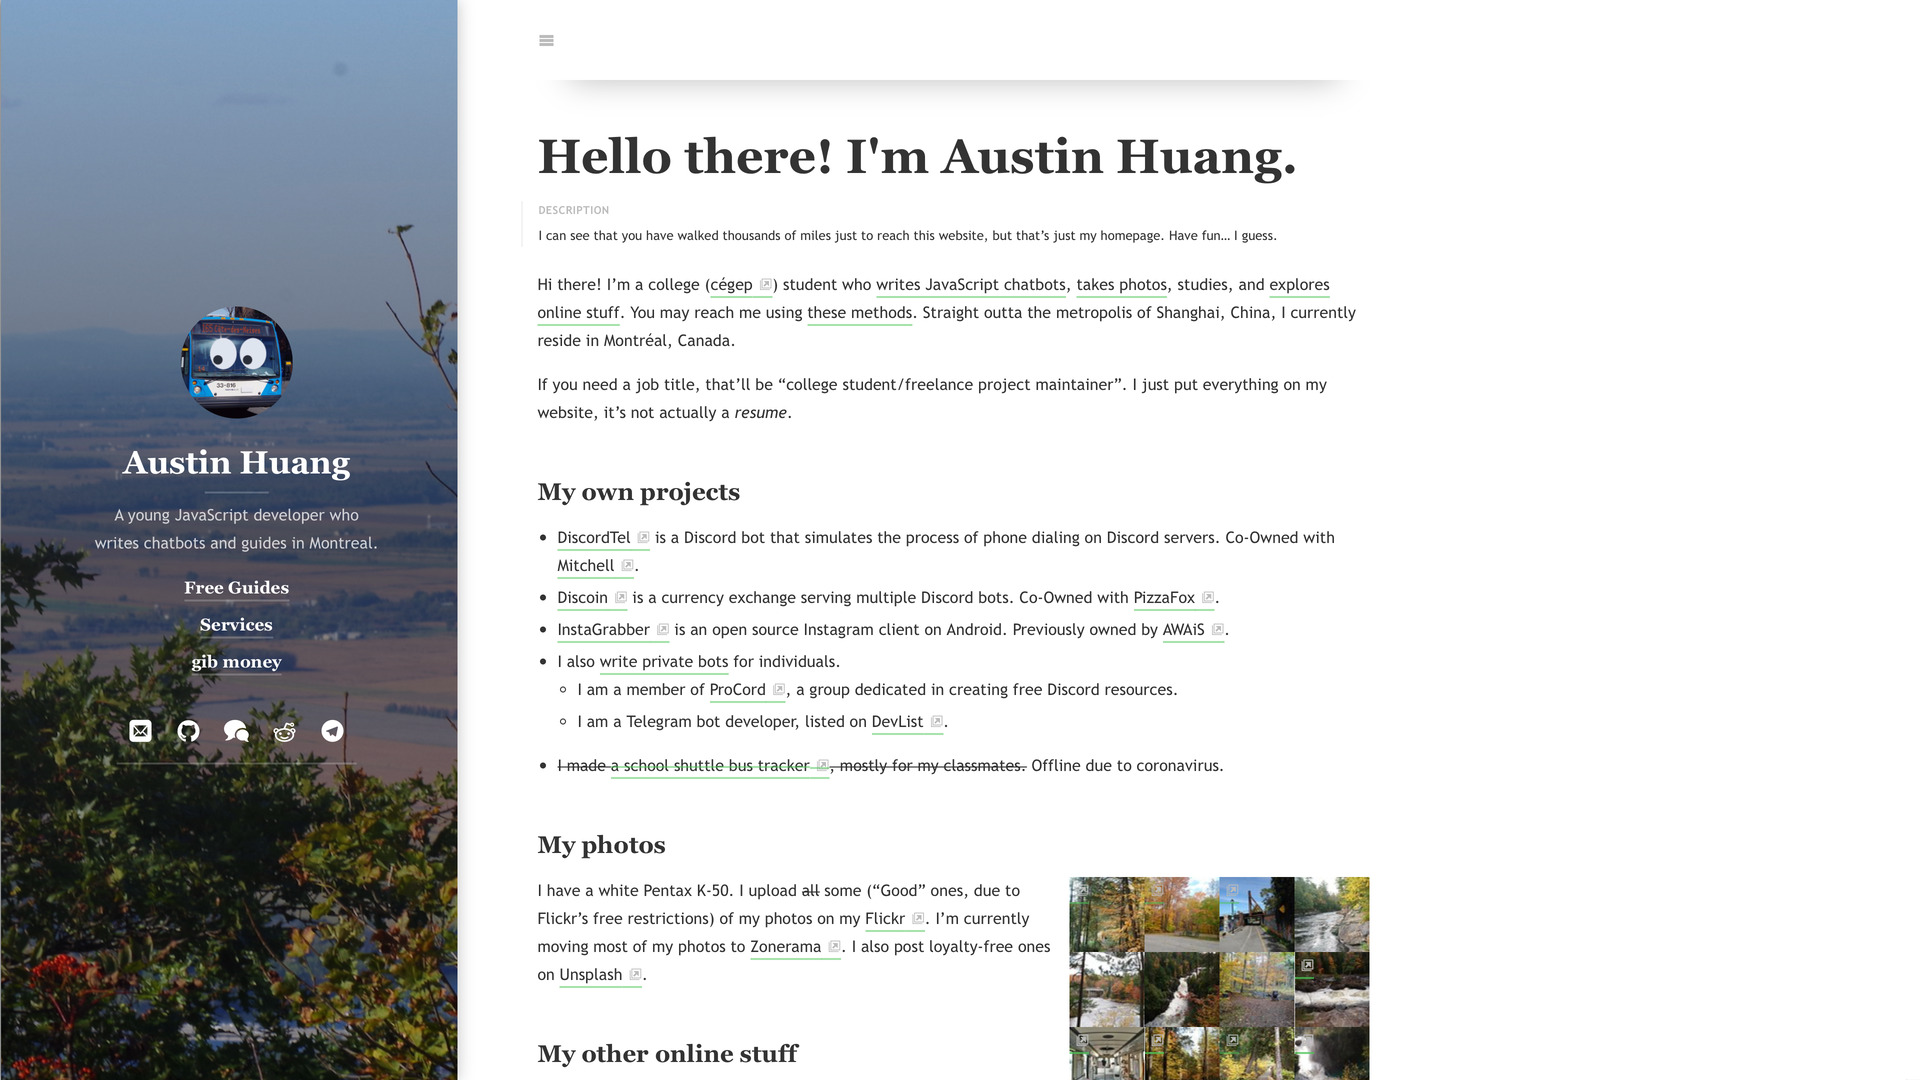 Austin Huang
A young JavaScript developer who
writes chatbots and guides in Montreal.
Free Guides
Services
gib money
Hello there! I'm Austin Huang.
DESCRIPTION
I can see that you have walked thousands of miles just to reach this website, but that’s just my homepage. Have fun… I guess.
Hi there! I’m a college (cégep) student who writes JavaScript chatbots, takes photos, studies, and explores
online stuff. You may reach me using these methods. Straight outta the metropolis of Shanghai, China, I currently
reside in Montréal, Canada.
If you need a job title, that’ll be “college student/freelance project maintainer”. I just put everything on my
website, it’s not actually a resume.
My own projects
DiscordTel is a Discord bot that simulates the process of phone dialing on Discord servers. Co-Owned with
Mitchell.
Discoin is a currency exchange serving multiple Discord bots. Co-Owned with PizzaFox.
InstaGrabber is an open source Instagram client on Android. Previously owned by AWAiS.
I also write private bots for individuals.
I am a member of ProCord, a group dedicated in creating free Discord resources.
I am a Telegram bot developer, listed on DevList.
I made a school shuttle bus tracker, mostly for my classmates. Offline due to coronavirus.
My photos
I have a white Pentax K-50. I upload all some (“Good” ones, due to
Flickr’s free restrictions) of my photos on my Flickr. I’m currently
moving most of my photos to Zonerama. I also post loyalty-free ones
on Unsplash.
My other online stuff